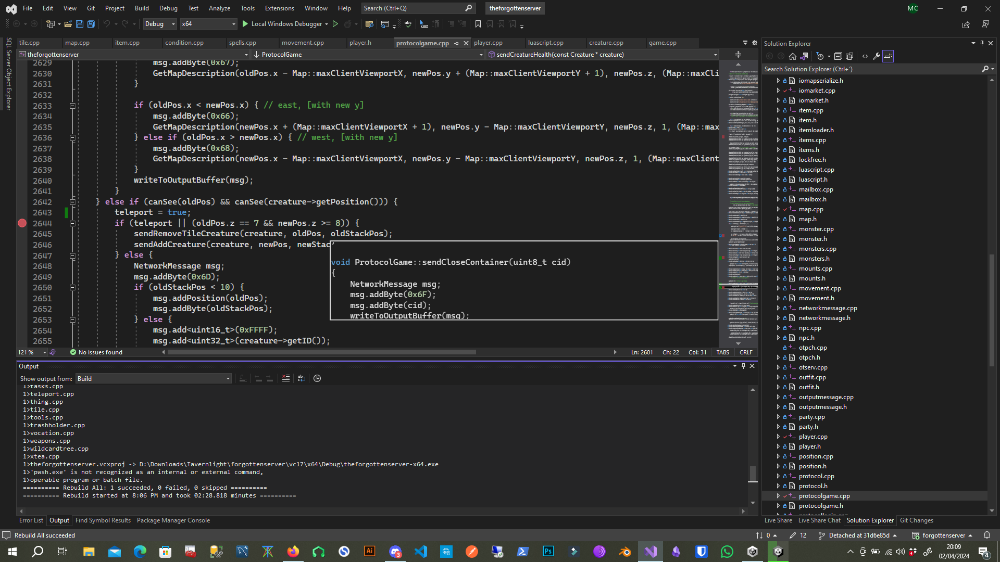 File Edit View Git Project Build Debug Test Analyze Tools Extensions Window Help Search (Ctrl+Q) theforgottenserver MC
Debug x64 Local Windows Debugger
tile.cpp map.cpp item.cpp condition.cpp spells.cpp movement.cpp player.h protocolgame.cpp player.cpp luascript.cpp creature.cpp game.cpp
theforgottenserver ProtocolGame sendCreatureHealth(const Creature * creature)
SQL Server Object Explorer
2629 msg.addByte(0x67);
2630 GetMapDescription(oldPos.x - Map::maxClientViewportX, newPos.y + (Map::maxClientViewportY + 1), newPos.z, (Map::maxCli
2631 }
2632
2633 if (oldPos.x < newPos.x) { // east, [with new y]
2634 msg.addByte(0x66);
2635 GetMapDescription(newPos.x + (Map::maxClientViewportX + 1), newPos.y - Map::maxClientViewportY, newPos.z, 1, (Map::max
2636 } else if (oldPos.x > newPos.x) { // west, [with new y]
2637 msg.addByte(0x68);
2638 GetMapDescription(newPos.x - Map::maxClientViewportX, newPos.y - Map::maxClientViewportY, newPos.z, 1, (Map::maxClient
2639 }
2640 writeToOutputBuffer(msg);
2641 }
2642 } else if (canSee(oldPos) && canSee(creature->getPosition())) {
2643 teleport = true;
2644 if (teleport || (oldPos.z == 7 && newPos.z >= 8)) {
2645 sendRemoveTileCreature(creature, oldPos, oldStackPos);
2646 sendAddCreature(creature, newPos, newStac
2647 } else {
2648 NetworkMessage msg;
2649 msg.addByte(0x6D);
2650 if (oldStackPos < 10) {
2651 msg.addPosition(oldPos);
2652 msg.addByte(oldStackPos);
2653 } else {
2654 msg.add<uint16_t>(0xFFFF);
2655 msg.add<uint32_t>(creature->getID());
void ProtocolGame::sendCloseContainer(uint8_t cid)
{
NetworkMessage msg;
msg.addByte(0x6F);
msg.addByte(cid);
writeToOutputBuffer(msg);
121 % No issues found Ln: 2601 Ch: 22 Col: 31 TABS CRLF
Output
Show output from: Build
1>tasks.cpp
1>teleport.cpp
1>thing.cpp
1>tile.cpp
1>tools.cpp
1>trashholder.cpp
1>vocation.cpp
1>weapons.cpp
1>wildcardtree.cpp
1>xtea.cpp
1>theforgottenserver.vcxproj -> D:\Downloads\Tavernlight\forgottenserver\vc17\x64\Debug\theforgottenserver-x64.exe
1>'pwsh.exe' is not recognized as an internal or external command,
1>operable program or batch file.
========== Rebuild All: 1 succeeded, 0 failed, 0 skipped ==========
========== Rebuild started at 8:06 PM and took 02:28.818 minutes ==========
Error List Output Find Symbol Results Package Manager Console
Solution Explorer
Search Solution Explorer (Ctrl+´)
iomapserialize.h
iomarket.cpp
iomarket.h
item.cpp
item.h
itemloader.h
items.cpp
items.h
lockfree.h
luascript.cpp
luascript.h
mailbox.cpp
mailbox.h
map.cpp
map.h
monster.cpp
monster.h
monsters.cpp
monsters.h
mounts.cpp
mounts.h
movement.cpp
movement.h
networkmessage.cpp
networkmessage.h
npc.cpp
npc.h
otpch.cpp
otpch.h
otserv.cpp
outfit.cpp
outfit.h
outputmessage.cpp
outputmessage.h
party.cpp
party.h
player.cpp
player.h
position.cpp
position.h
protocol.cpp
protocol.h
protocolgame.cpp
protocolgame.h
Live Share Live Share Chat Solution Explorer Git Changes
Rebuild All succeeded 0 12 Detached at 31d6e85d forgottenserver
Ai 3 Ps 20:09
02/04/2024 4